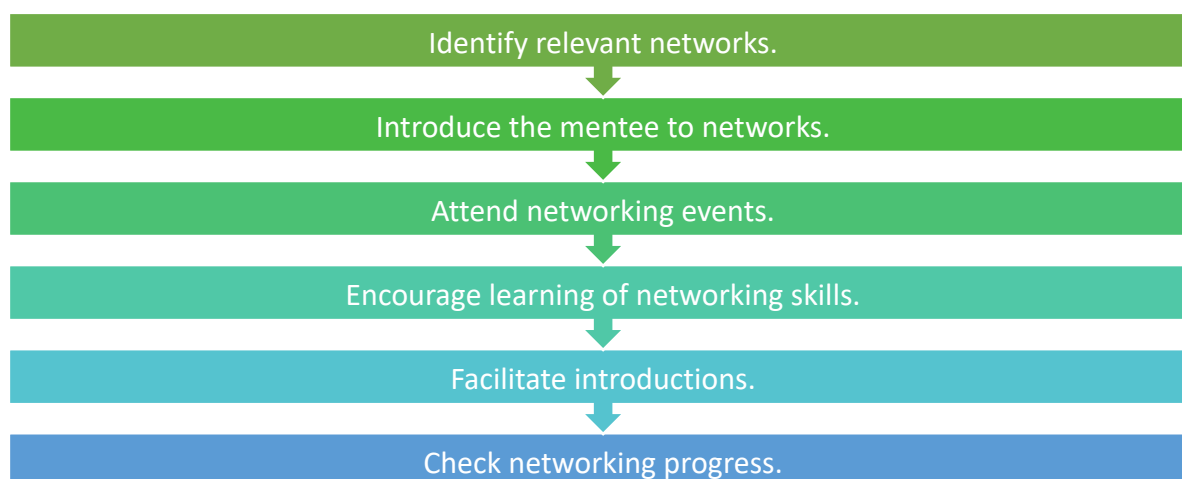 Identify relevant networks.
Introduce the mentee to networks.
Attend networking events.
Encourage learning of networking skills.
Facilitate introductions.
Check networking progress.